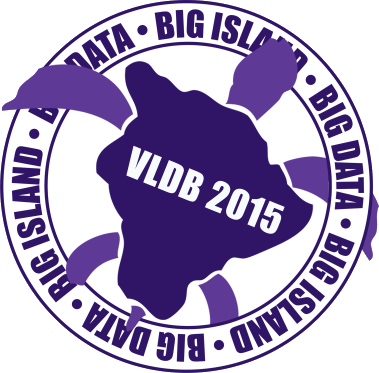 BIG ISLAND • BIG DATA • BIG ISLAND • BIG DATA • BIG ISLAND • BIG DATA •
VLDB 2015